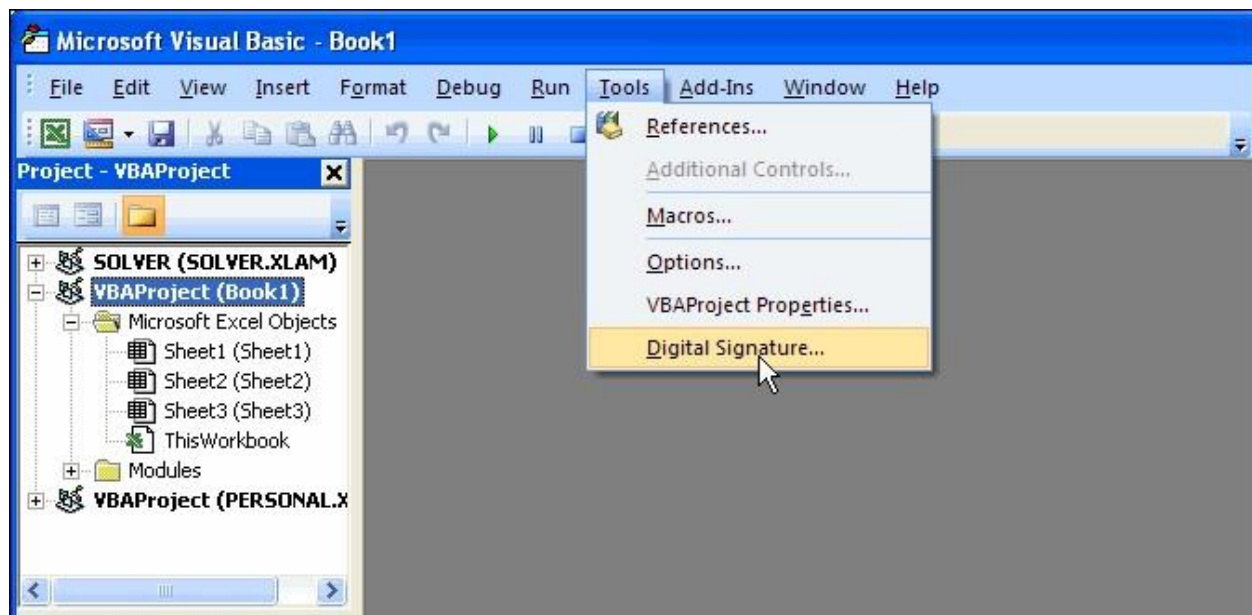 Microsoft Visual Basic - Book1
File Edit View Insert Format Debug Run Tools Add-Ins Window Help
References...
Additional Controls...
Macros...
Options...
VBAProject Properties...
Digital Signature...
Project - VBAProject
SOLVER (SOLVER.XLAM)
VBAProject (Book1)
Microsoft Excel Objects
Sheet1 (Sheet1)
Sheet2 (Sheet2)
Sheet3 (Sheet3)
ThisWorkbook
Modules
VBAProject (PERSONAL.X